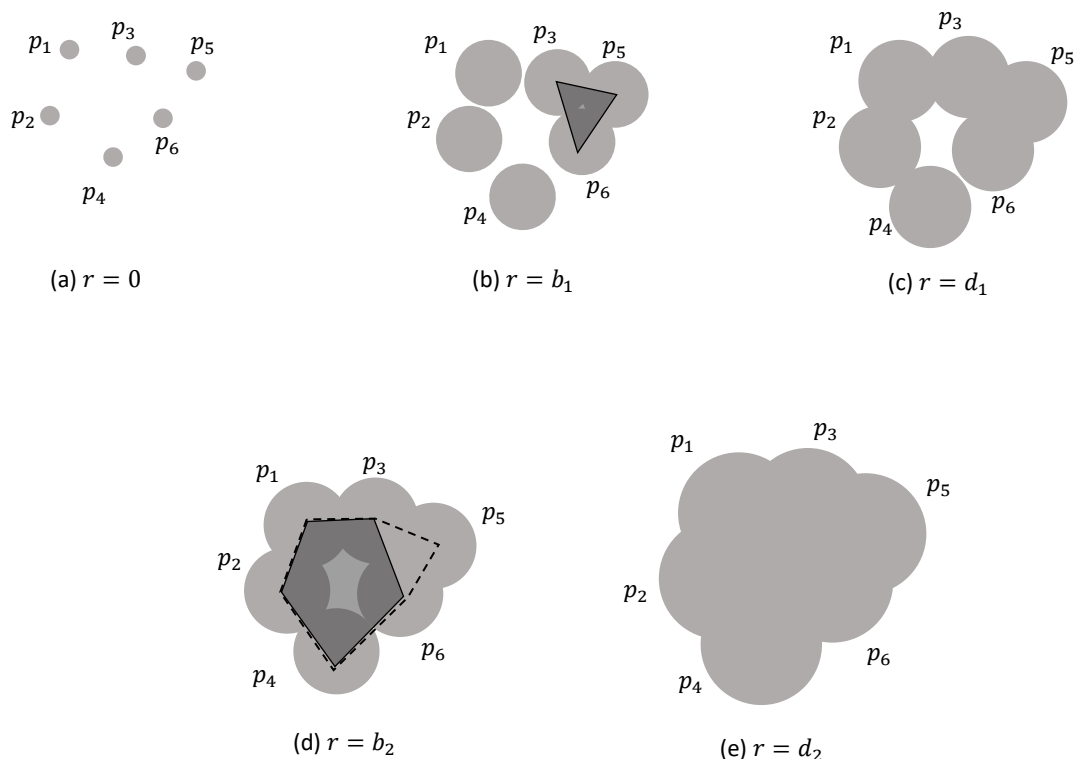 p₁
p₃
p₅
p₂
p₆
p₄
(a) r = 0
p₁
p₃
p₅
p₂
p₆
p₄
(b) r = b₁
p₁
p₃
p₅
p₂
p₆
p₄
(c) r = d₁
p₁
p₃
p₅
p₂
p₆
p₄
(d) r = b₂
p₁
p₃
p₅
p₂
p₆
p₄
(e) r = d₂